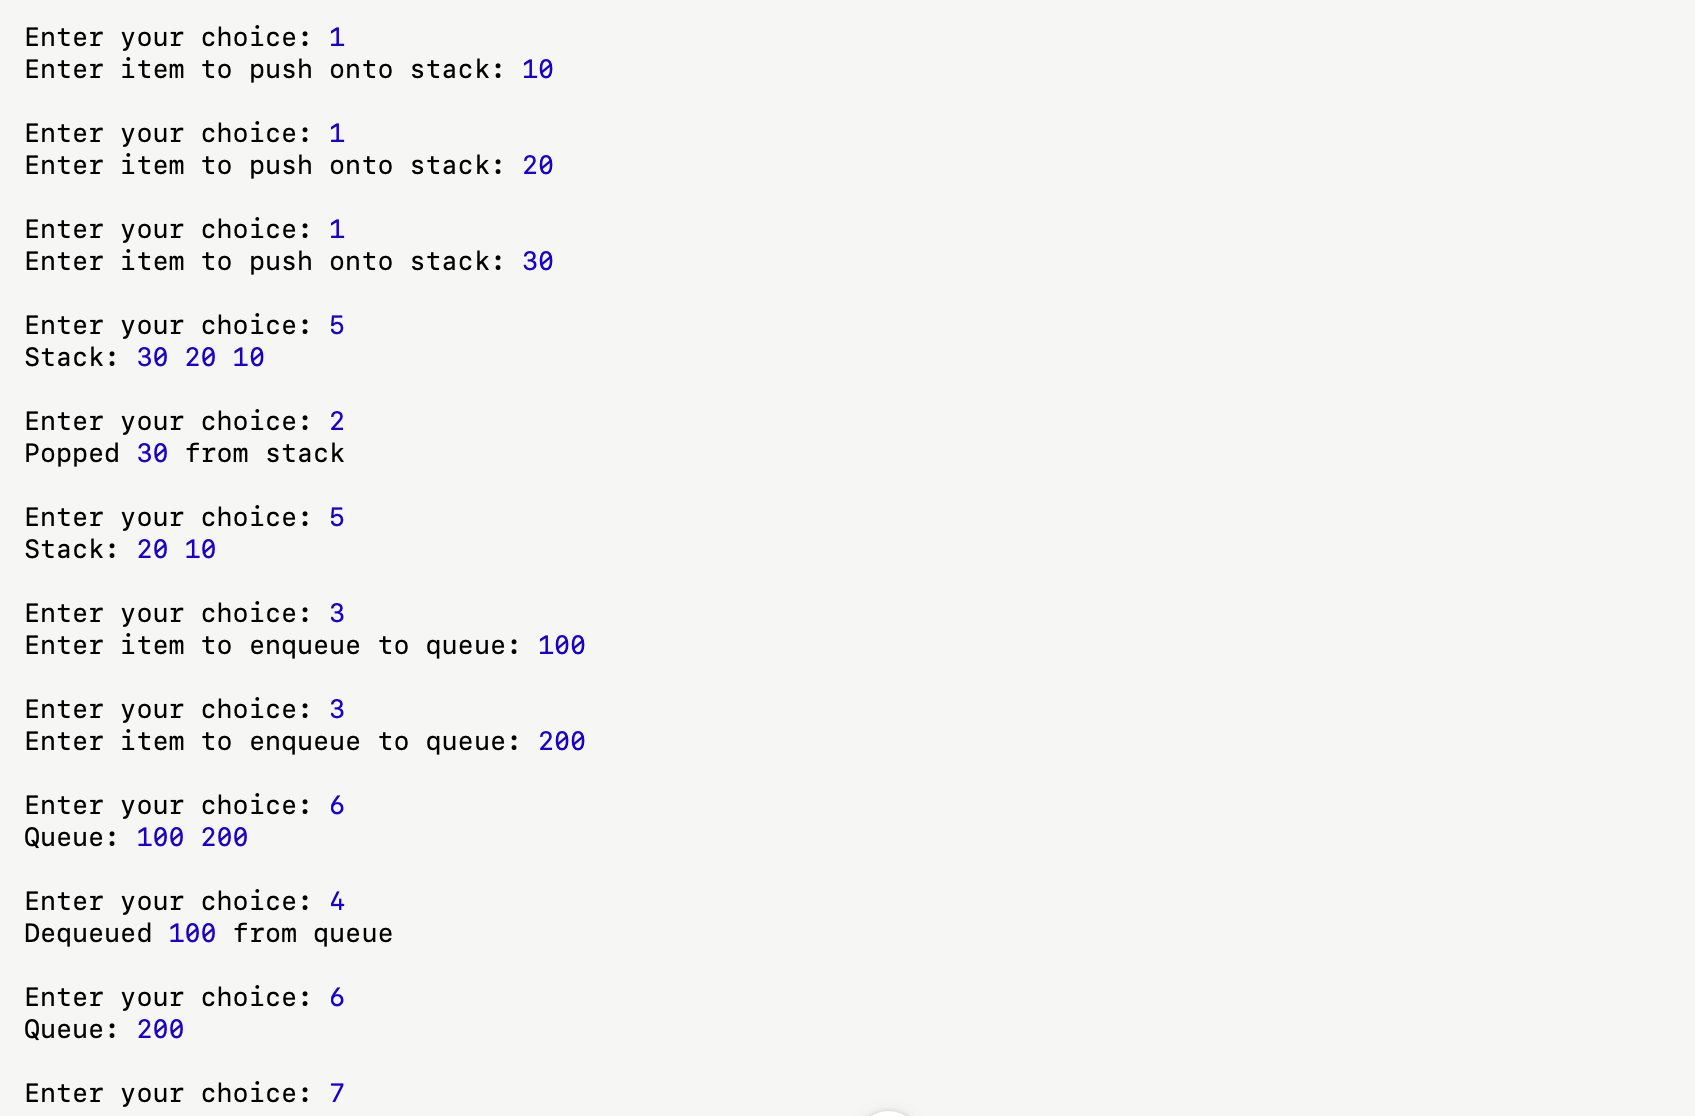 Enter your choice: 1
Enter item to push onto stack: 10
Enter your choice: 1
Enter item to push onto stack: 20
Enter your choice: 1
Enter item to push onto stack: 30
Enter your choice: 5
Stack: 30 20 10
Enter your choice: 2
Popped 30 from stack
Enter your choice: 5
Stack: 20 10
Enter your choice: 3
Enter item to enqueue to queue: 100
Enter your choice: 3
Enter item to enqueue to queue: 200
Enter your choice: 6
Queue: 100 200
Enter your choice: 4
Dequeued 100 from queue
Enter your choice: 6
Queue: 200
Enter your choice: 7